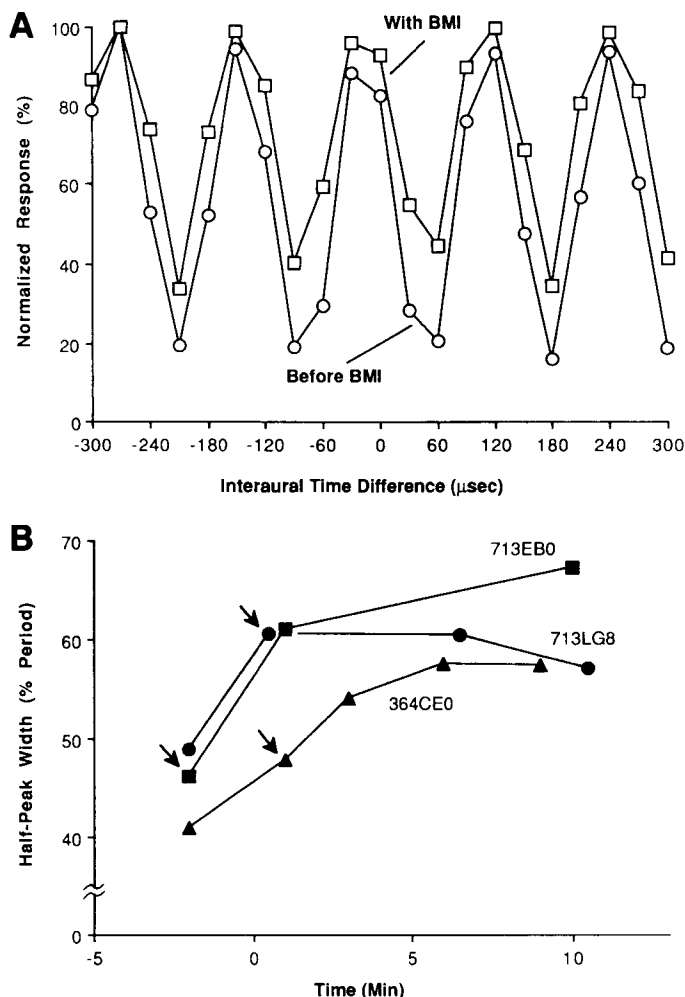 A
With BMI
100
80
60
40
20
0
Normalized Response (%)
Before BMI
-300 -240 -180 -120 -60 0 60 120 180 240 300
Interaural Time Difference (μsec)
B
70
60
50
40
0
Half-Peak Width (% Period)
713EB0
713LG8
364CE0
-5 0 5 10
Time (Min)